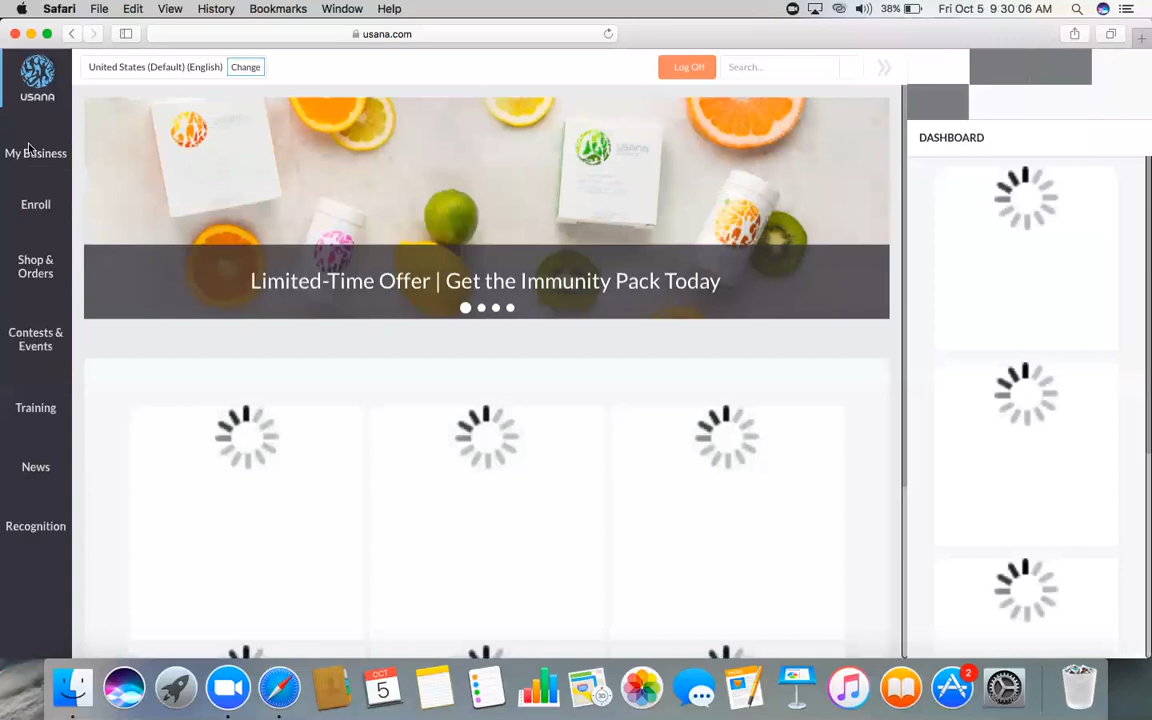 Safari File Edit View History Bookmarks Window Help
38% Fri Oct 5 9:30:06 AM
usana.com
USANA
United States (Default) (English) Change
Log Off
Search...
My Business
Enroll
Shop &
Orders
Contests &
Events
Training
News
Recognition
Limited-Time Offer | Get the Immunity Pack Today
DASHBOARD
OCT
5
2